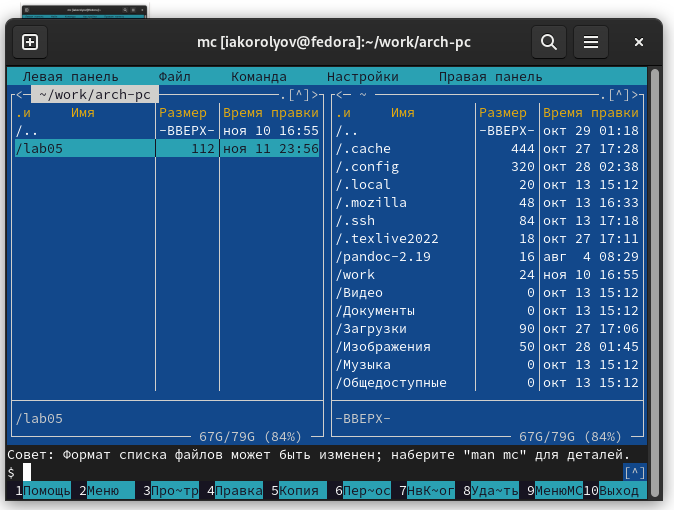 mc [iakorolyov@fedora]:~/work/arch-pc
Левая панель Файл Команда Настройки Правая панель
<— ~/work/arch-pc .[^]> <— ~ .[^]>
.и Имя Размер Время правки .и Имя Размер Время правки
/.. -ВВЕРХ- ноя 10 16:55 /.. -ВВЕРХ- окт 29 01:18
/lab05 112 ноя 11 23:56 /.cache 444 окт 27 17:28
/.config 320 окт 28 02:38
/.local 20 окт 13 15:12
/.mozilla 48 окт 13 16:33
/.ssh 84 окт 13 17:18
/.texlive2022 18 окт 27 17:11
/pandoc-2.19 16 авг 4 08:29
/work 24 ноя 10 16:55
/Видео 0 окт 13 15:12
/Документы 0 окт 13 15:12
/Загрузки 90 окт 27 17:06
/Изображения 50 окт 28 01:45
/Музыка 0 окт 13 15:12
/Общедоступные 0 окт 13 15:12
/lab05 -ВВЕРХ-
67G/79G (84%) 67G/79G (84%)
Совет: Формат списка файлов может быть изменен; наберите "man mc" для деталей.
$ [^]
1Помощь 2Меню 3Про~тр 4Правка 5Копия 6Пер~ос 7НвК~ог 8Уда~ть 9МенюМС 10Выход